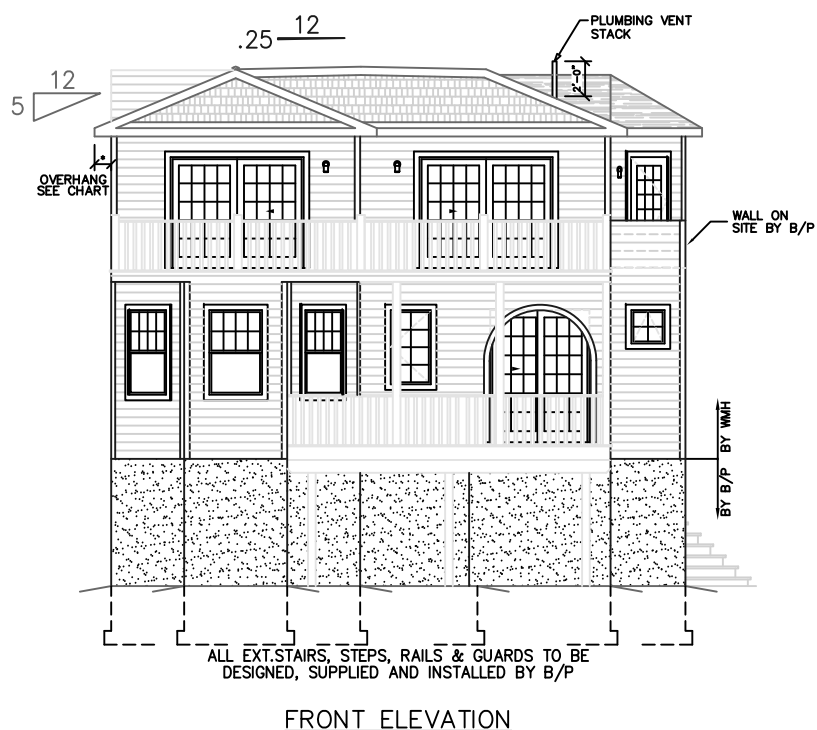 12
.25
PLUMBING VENT
STACK
2'-0"
12
5
OVERHANG
SEE CHART
WALL ON
SITE BY B/P
BY WMH
BY B/P
ALL EXT.STAIRS, STEPS, RAILS & GUARDS TO BE
DESIGNED, SUPPLIED AND INSTALLED BY B/P
FRONT ELEVATION